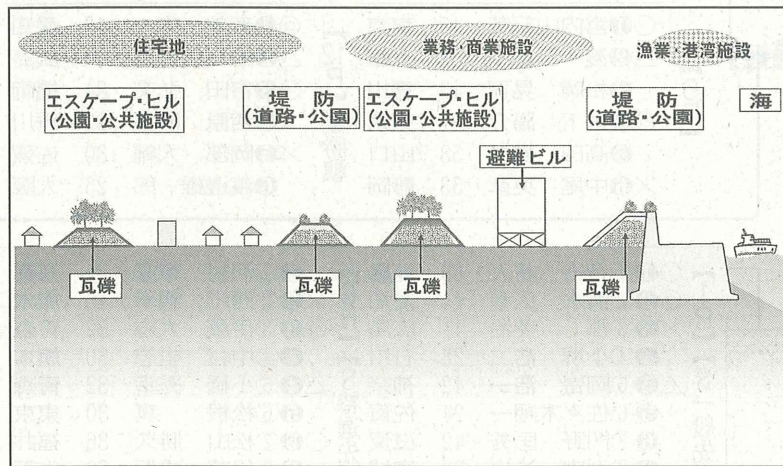 住宅地
業務・商業施設
漁業・港湾施設
エスケープ・ヒル
(公園・公共施設)
堤 防
(道路・公園)
エスケープ・ヒル
(公園・公共施設)
堤 防
(道路・公園)
海
避難ビル
瓦礫
瓦礫
瓦礫
瓦礫